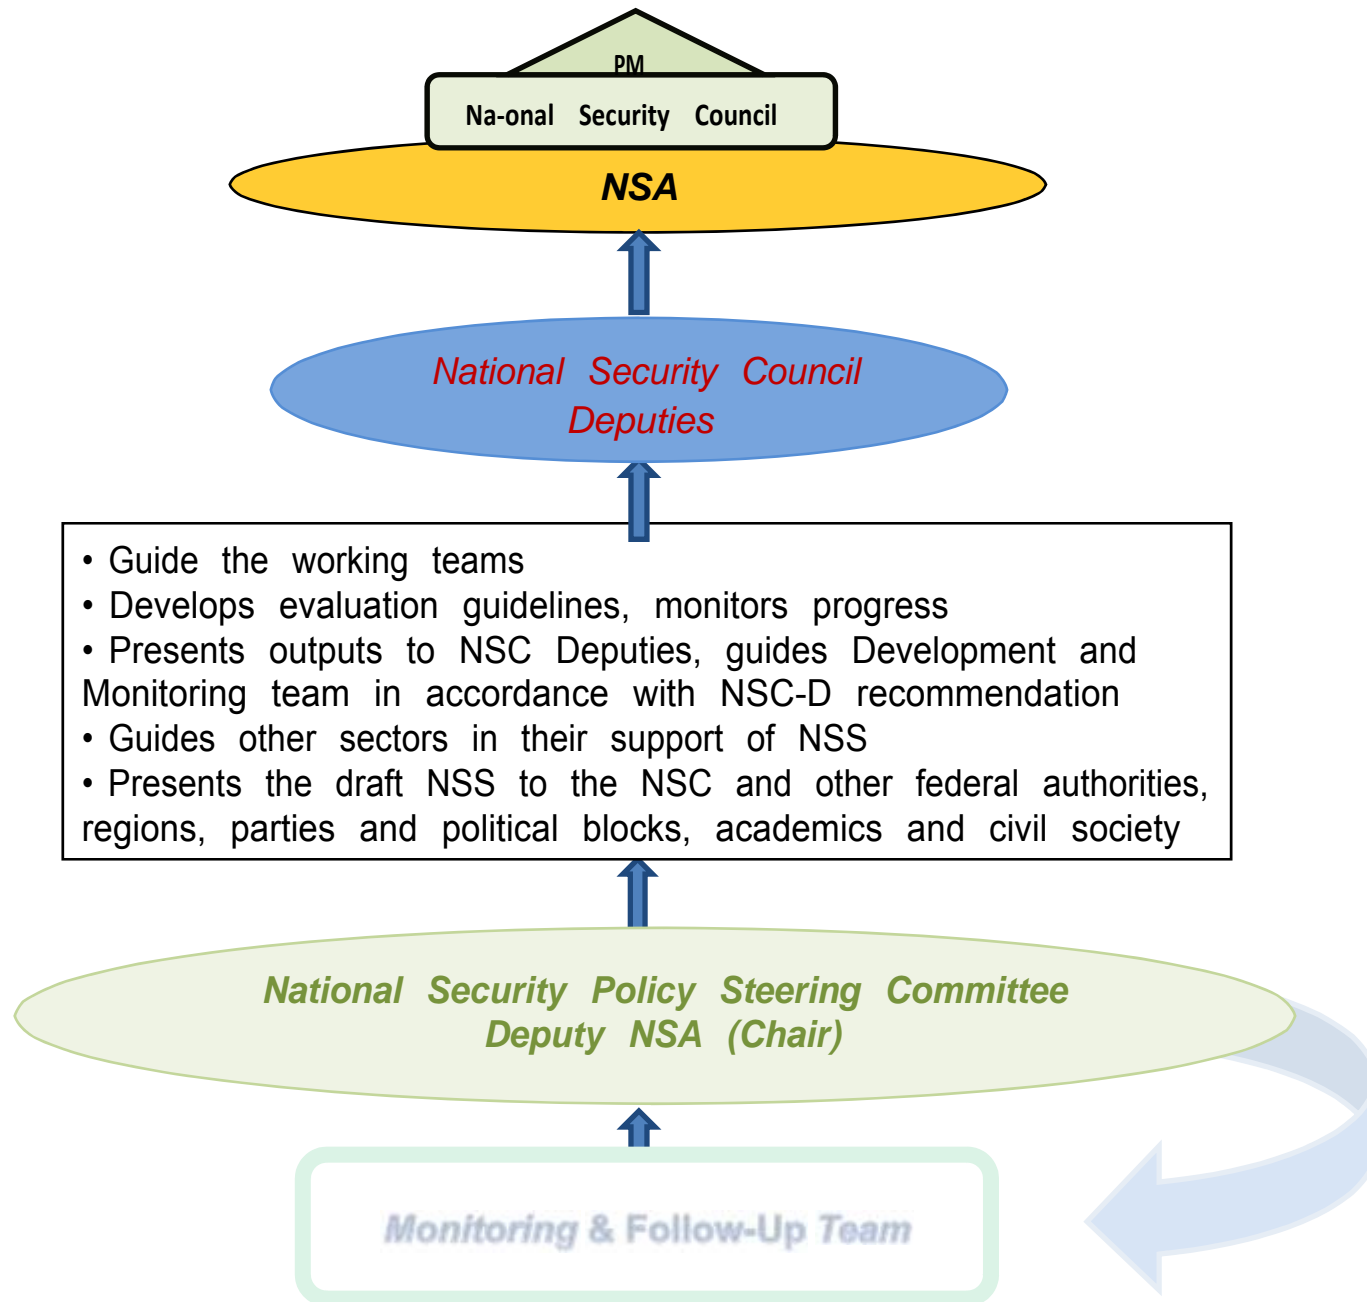 PM
Na-onal Security Council
NSA
National Security Council
Deputies
• Guide the working teams
• Develops evaluation guidelines, monitors progress
• Presents outputs to NSC Deputies, guides Development and
Monitoring team in accordance with NSC-D recommendation
• Guides other sectors in their support of NSS
• Presents the draft NSS to the NSC and other federal authorities,
regions, parties and political blocks, academics and civil society
National Security Policy Steering Committee
Deputy NSA (Chair)
Monitoring & Follow-Up Team